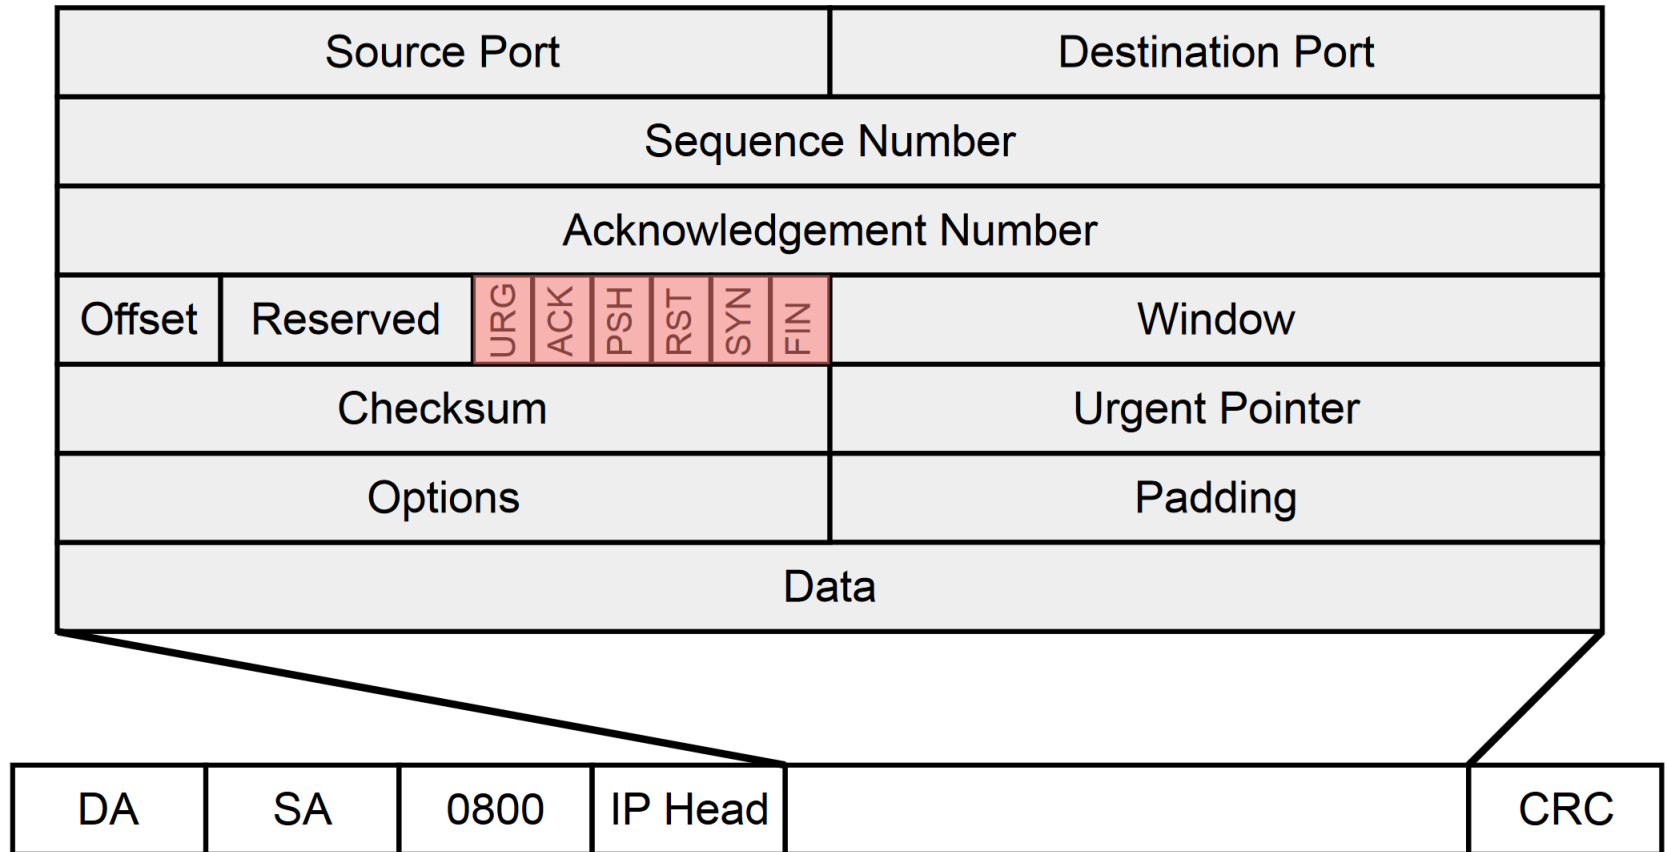 Source Port Destination Port
Sequence Number
Acknowledgement Number
Offset Reserved URG ACK PSH RST SYN FIN Window
Checksum Urgent Pointer
Options Padding
Data
DA SA 0800 IP Head CRC